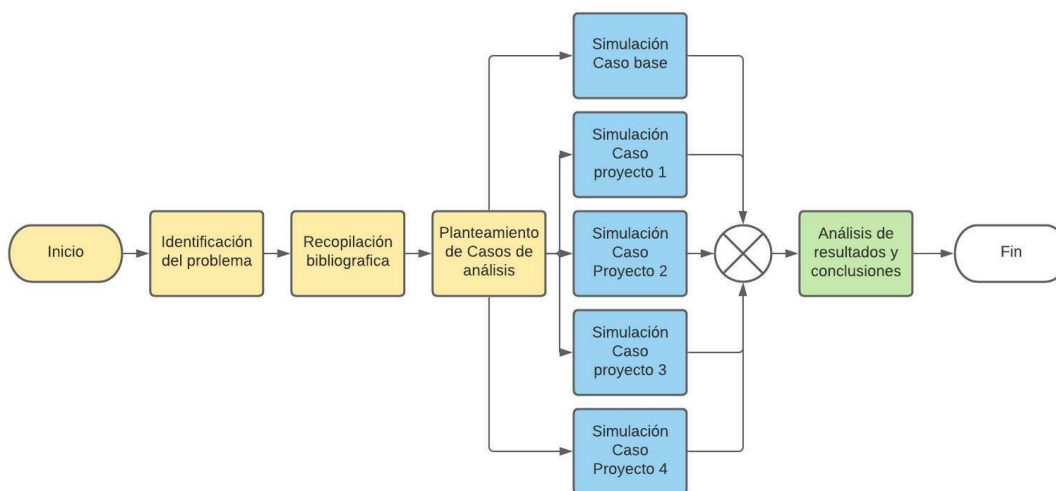 Inicio
Identificación
del problema
Recopilación
bibliografica
Planteamiento
de Casos de
análisis
Simulación
Caso base
Simulación
Caso
proyecto 1
Simulación
Caso
Proyecto 2
Simulación
Caso
proyecto 3
Simulación
Caso
Proyecto 4
Análisis de
resultados y
conclusiones
Fin